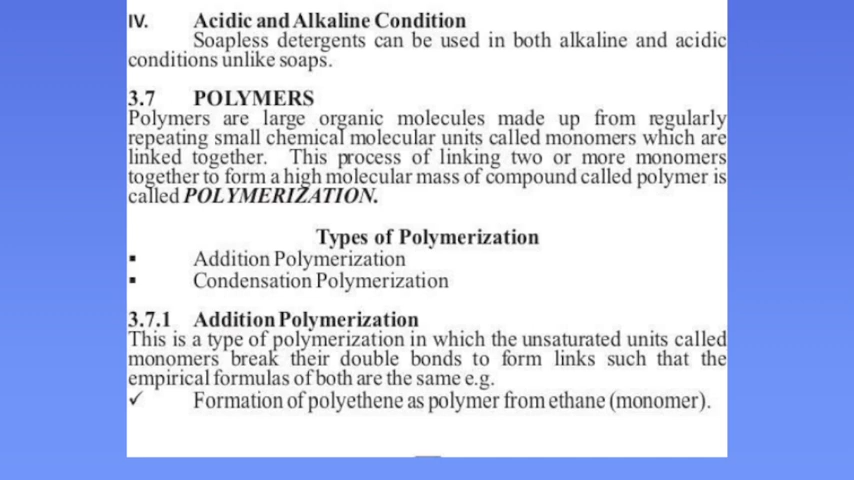 IV. Acidic and Alkaline Condition
Soapless detergents can be used in both alkaline and acidic
conditions unlike soaps.
3.7 POLYMERS
Polymers are large organic molecules made up from regularly
repeating small chemical molecular units called monomers which are
linked together. This process of linking two or more monomers
together to form a high molecular mass of compound called polymer is
called POLYMERIZATION.
Types of Polymerization
▪ Addition Polymerization
▪ Condensation Polymerization
3.7.1 Addition Polymerization
This is a type of polymerization in which the unsaturated units called
monomers break their double bonds to form links such that the
empirical formulas of both are the same e.g.
✓ Formation of polyethene as polymer from ethane (monomer).